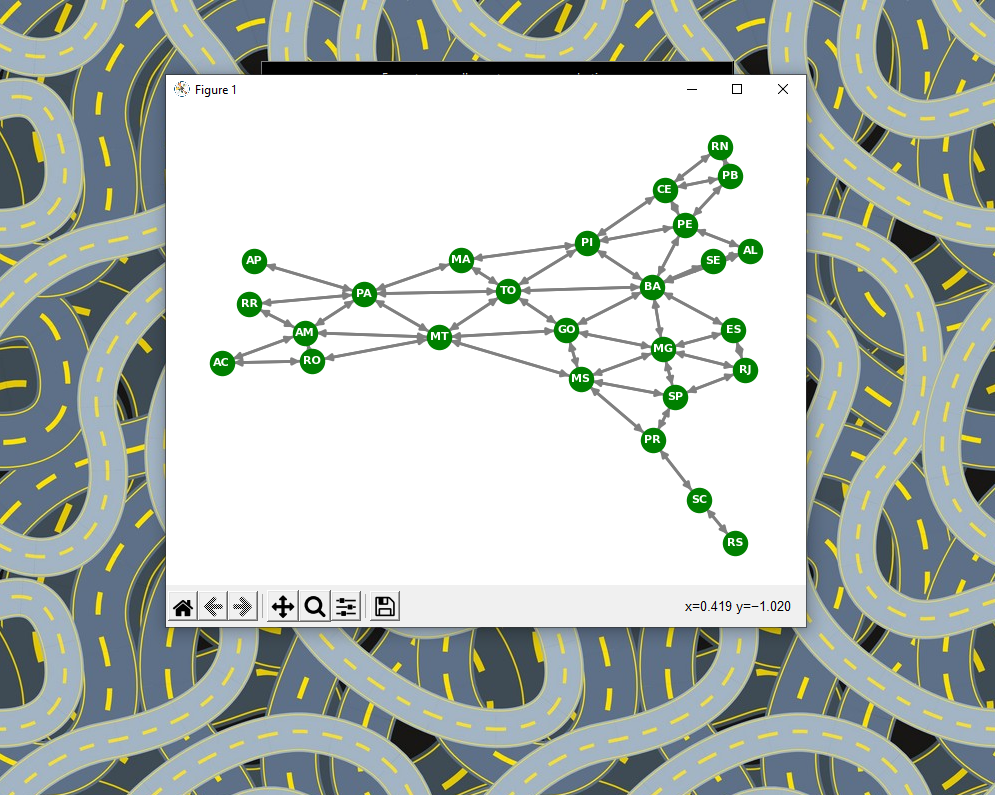 Figure 1
RN
PB
CE
PE
PI
AL
SE
MA
AP
BA
TO
PA
RR
ES
GO
AM
MT
MG
RO
AC
RJ
MS
SP
PR
SC
RS
x=0.419 y=−1.020